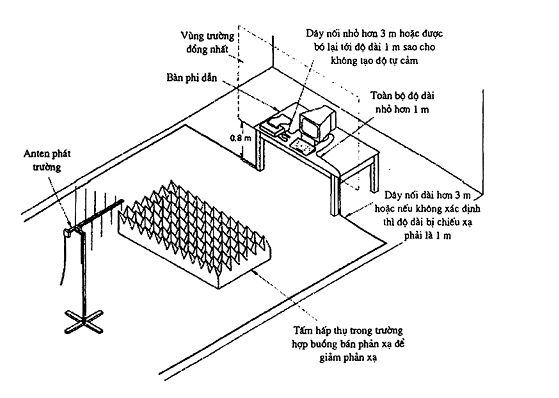 Vùng trường
đồng nhất
Dây nối nhỏ hơn 3 m hoặc được
bó lại tới độ dài 1 m sao cho
không tạo độ tự cảm
Bàn phi dẫn
Toàn bộ độ dài
nhỏ hơn 1 m
0.8 m
Anten phát
trường
Dây nối dài hơn 3 m
hoặc nếu không xác định
thì độ dài bị chiếu xạ
phải là 1 m
Tấm hấp thụ trong trường
hợp buồng bán phản xạ để
giảm phản xạ